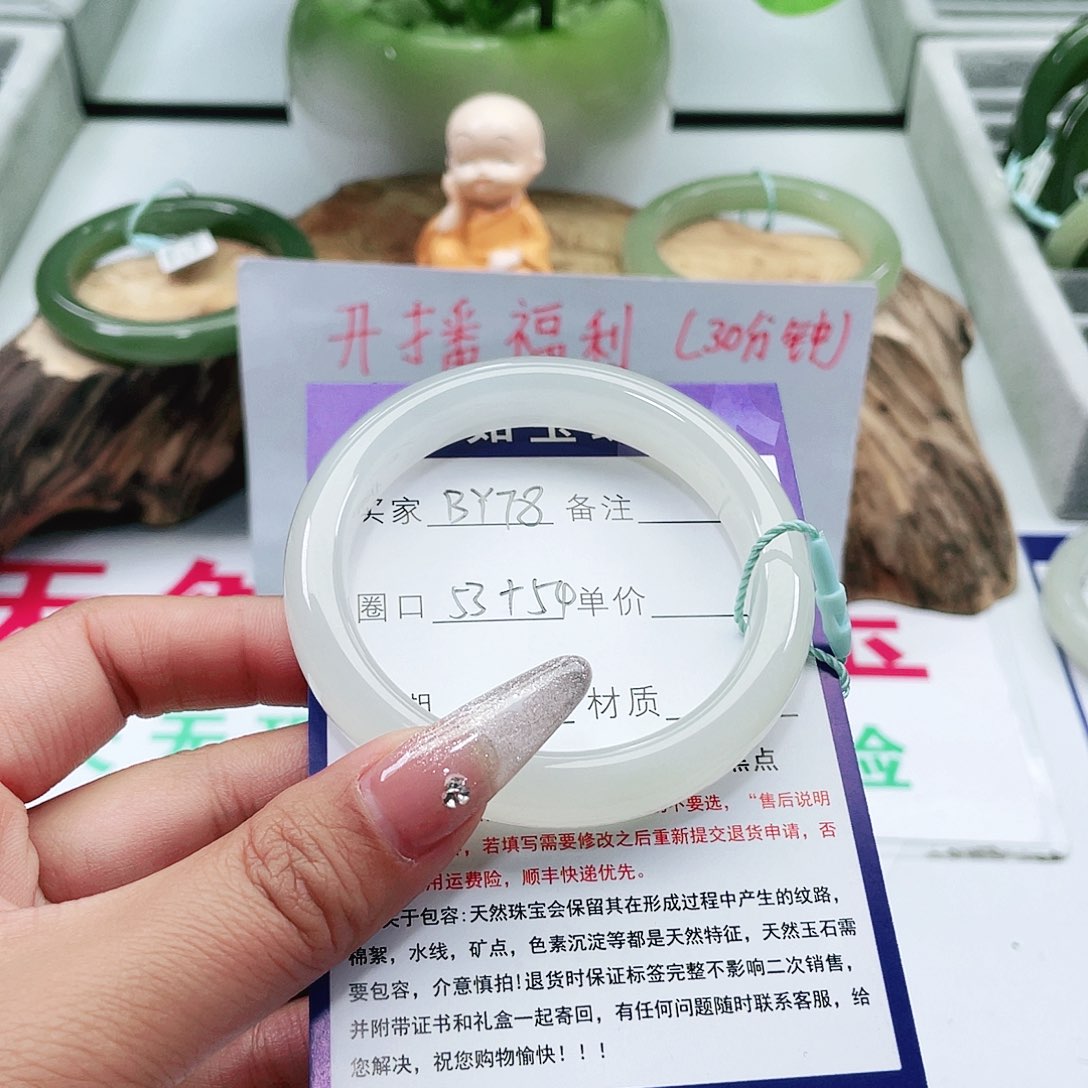 开播福利(30分钟)
买家 BY78 备注
圈口 53+54 单价
材质
点
不要选，“售后说明
，若填写需要修改之后重新提交退货申请，否
用运费险，顺丰快递优先。
关于包容：天然珠宝会保留其在形成过程中产生的纹路，
棉絮，水线，矿点，色素沉淀等都是天然特征，天然玉石需
要包容，介意慎拍！退货时保证标签完整不影响二次销售，
并附带证书和礼盒一起寄回，有任何问题随时联系客服，给
您解决，祝您购物愉快！！！